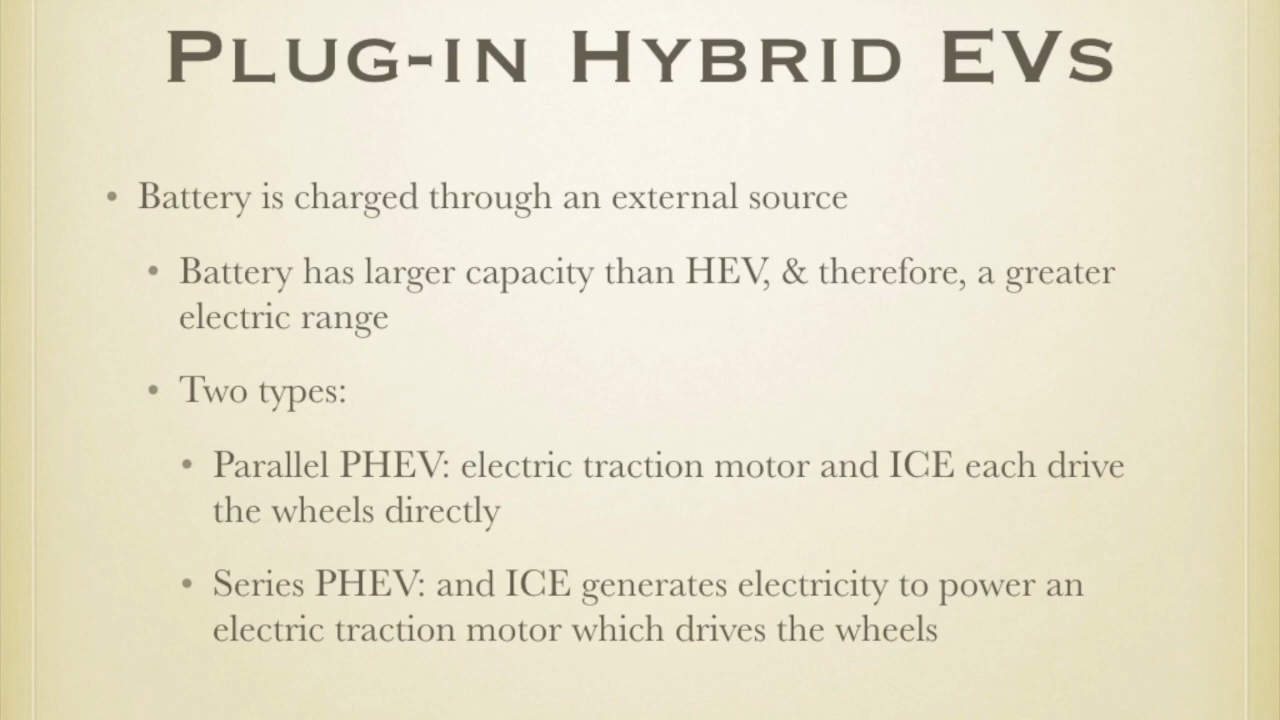 Plug-in Hybrid EVs
• Battery is charged through an external source
• Battery has larger capacity than HEV, & therefore, a greater
electric range
• Two types:
• Parallel PHEV: electric traction motor and ICE each drive
the wheels directly
• Series PHEV: and ICE generates electricity to power an
electric traction motor which drives the wheels